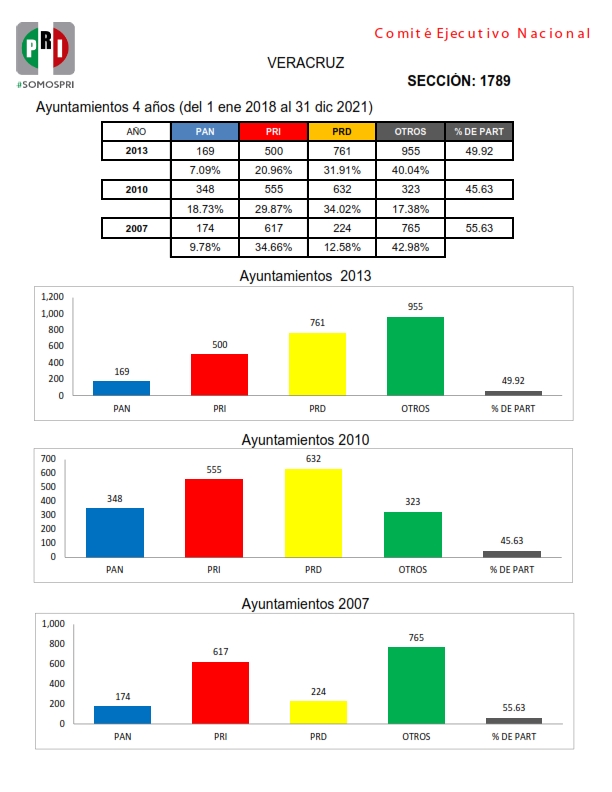 Comité Ejecutivo Nacional
PRI
#SOMOSPRI
VERACRUZ
SECCIÓN: 1789
Ayuntamientos 4 años (del 1 ene 2018 al 31 dic 2021)
AÑO PAN PRI PRD OTROS % DE PART
2013 169 500 761 955 49.92
7.09% 20.96% 31.91% 40.04%
2010 348 555 632 323 45.63
18.73% 29.87% 34.02% 17.38%
2007 174 617 224 765 55.63
9.78% 34.66% 12.58% 42.98%
Ayuntamientos 2013
1,200
1,000
800
600
400
200
0
169
500
761
955
49.92
PAN PRI PRD OTROS % DE PART
Ayuntamientos 2010
700
600
500
400
300
200
100
0
348
555
632
323
45.63
PAN PRI PRD OTROS % DE PART
Ayuntamientos 2007
1,000
800
600
400
200
0
174
617
224
765
55.63
PAN PRI PRD OTROS % DE PART